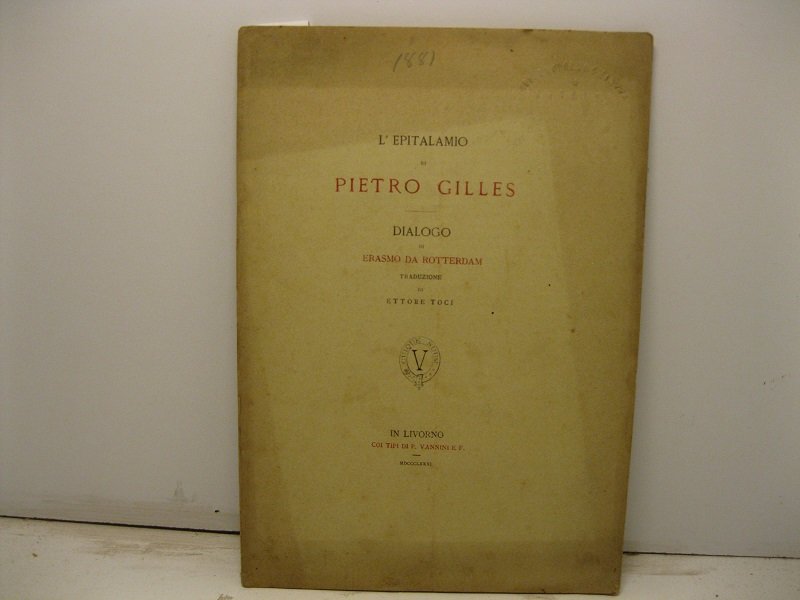 1881
L' EPITALAMIO
DI
PIETRO GILLES
DIALOGO
DI
ERASMO DA ROTTERDAM
TRADUZIONE
DI
ETTORE TOCI
V
IN LIVORNO
COI TIPI DI P. VANNINI E F.
MDCCCLXXXI.